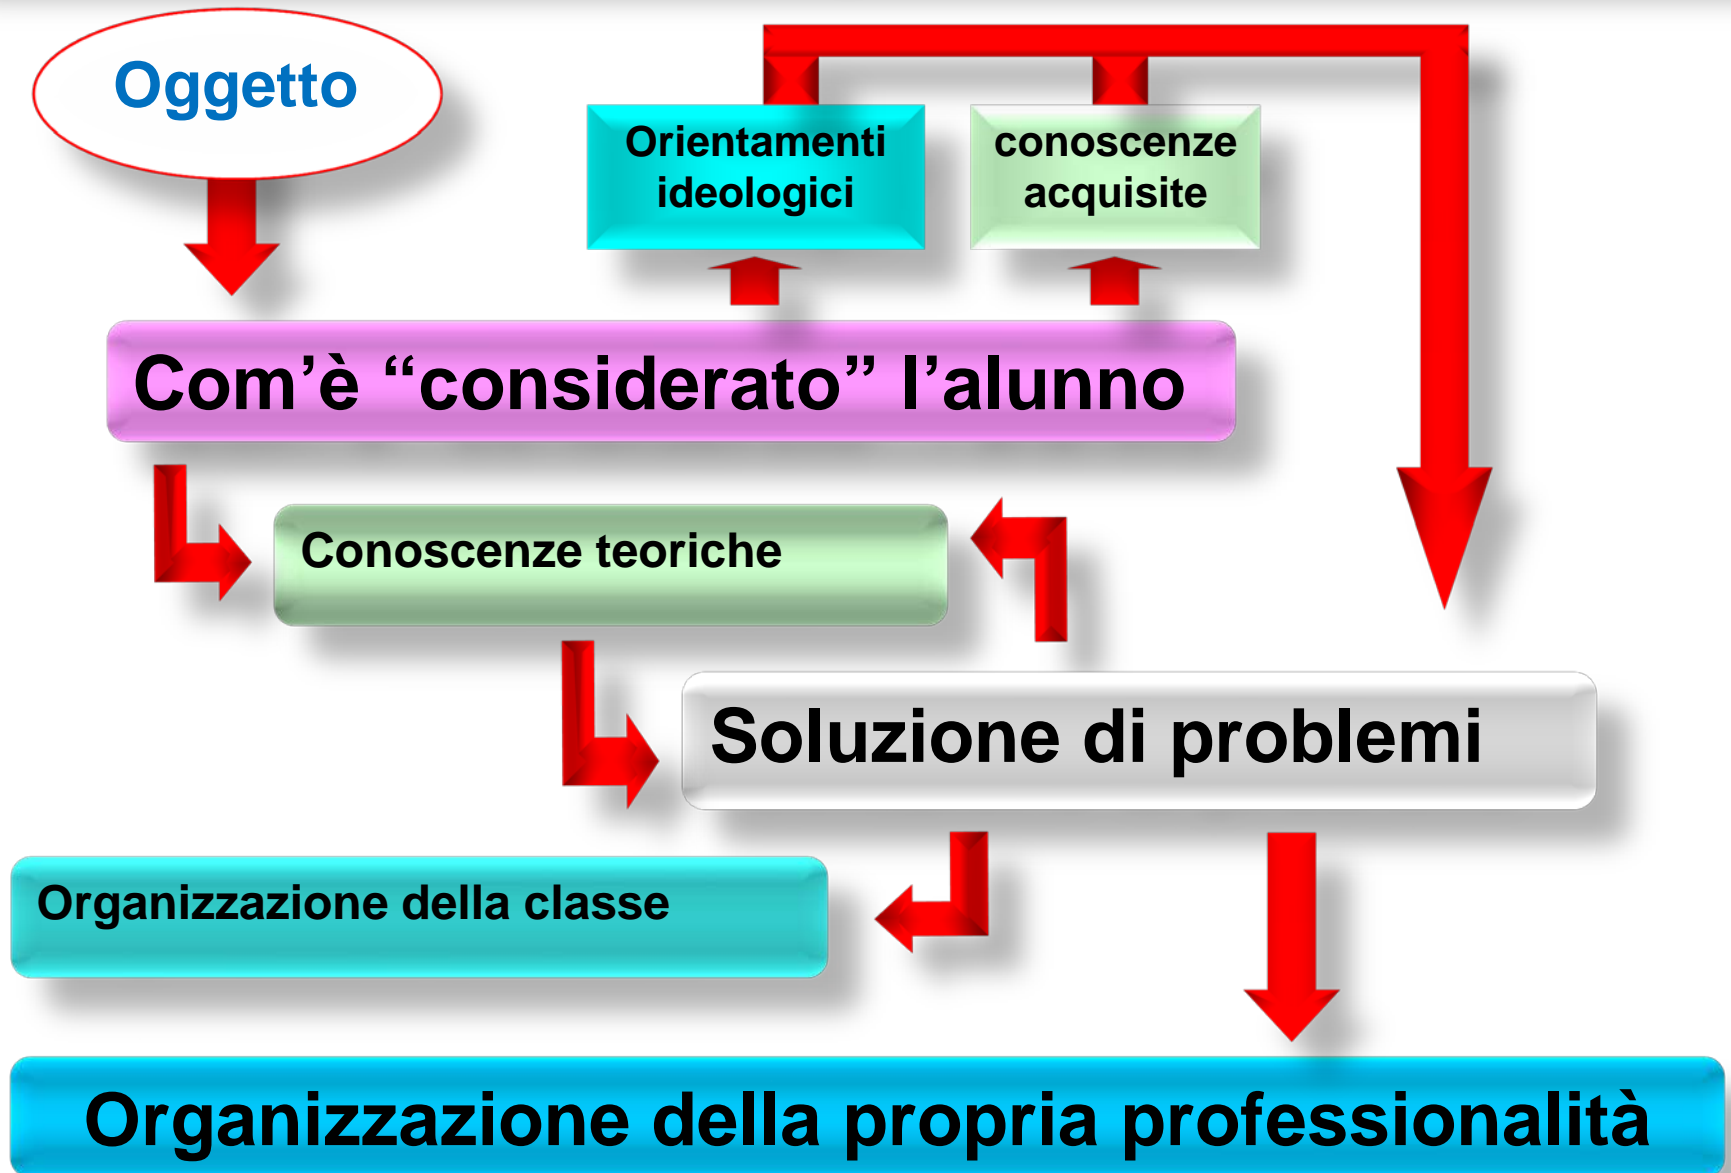 Oggetto
Orientamenti
ideologici
conoscenze
acquisite
Com’è “considerato” l’alunno
Conoscenze teoriche
Soluzione di problemi
Organizzazione della classe
Organizzazione della propria professionalità